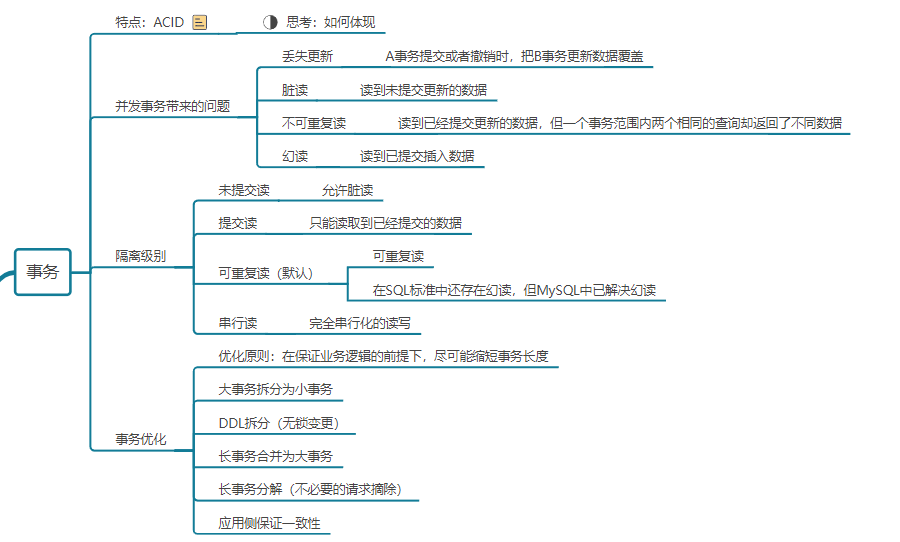 事务
特点：ACID
思考：如何体现
并发事务带来的问题
丢失更新
A事务提交或者撤销时，把B事务更新数据覆盖
脏读
读到未提交更新的数据
不可重复读
读到已经提交更新的数据，但一个事务范围内两个相同的查询却返回了不同数据
幻读
读到已提交插入数据
隔离级别
未提交读
允许脏读
提交读
只能读取到已经提交的数据
可重复读（默认）
可重复读
在SQL标准中还存在幻读，但MySQL中已解决幻读
串行读
完全串行化的读写
事务优化
优化原则：在保证业务逻辑的前提下，尽可能缩短事务长度
大事务拆分为小事务
DDL拆分（无锁变更）
长事务合并为大事务
长事务分解（不必要的请求摘除）
应用侧保证一致性